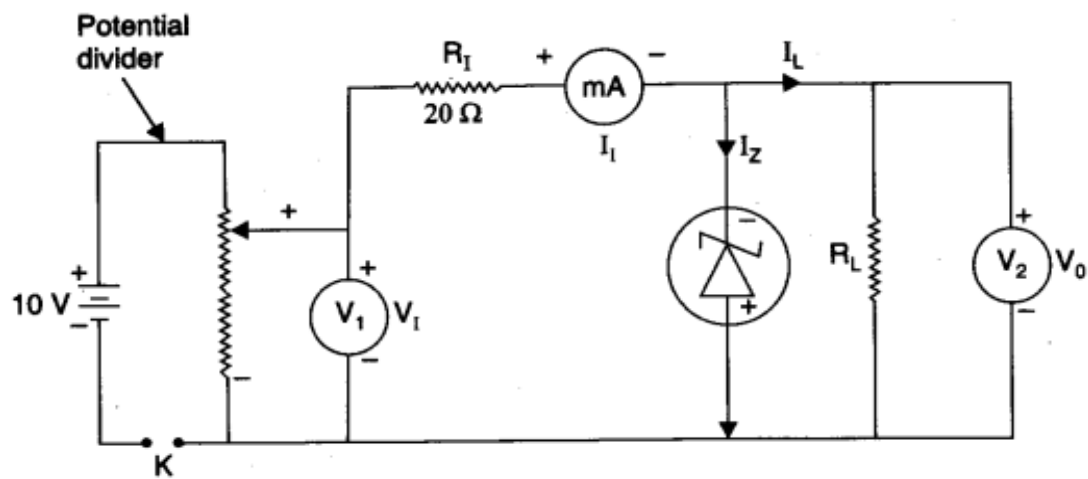 Potential
divider
+ R_I + − I_L
20 Ω mA
I_I I_Z
+
+ − +
10 V + R_L V_2 V_0
− V_1 V_I + −
− −
K